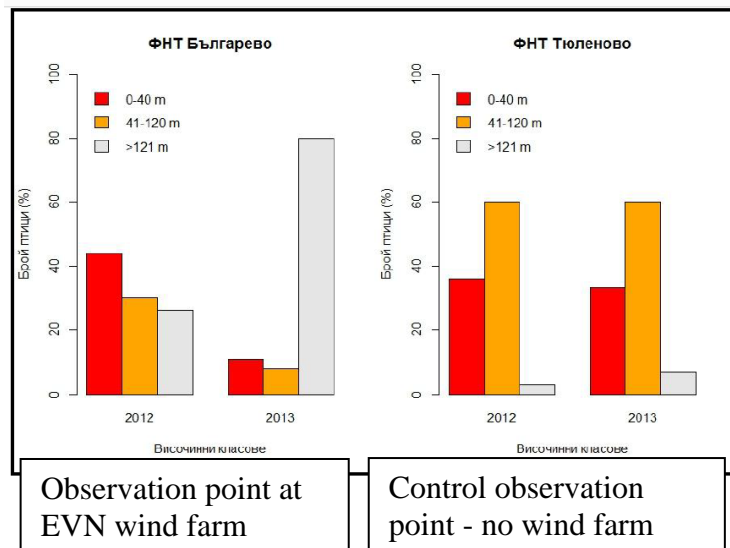 ФНТ Българево
100
80
60
40
20
0
Брой птици (%)
0-40 m
41-120 m
>121 m
2012
2013
Височинни класове
ФНТ Тюленово
100
80
60
40
20
0
Брой птици (%)
0-40 m
41-120 m
>121 m
2012
2013
Височинни класове
Observation point at
EVN wind farm
Control observation
point - no wind farm